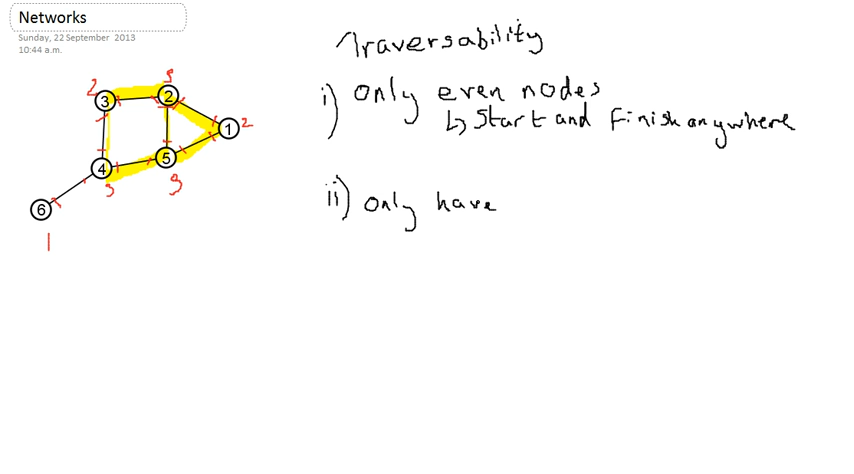 Networks
Sunday, 22 September 2013
10:44 a.m.
Traversability
i) only even nodes
↳ Start and Finish anywhere
ii) only have
2
3
3
2
1
2
4
5
3
3
6
1